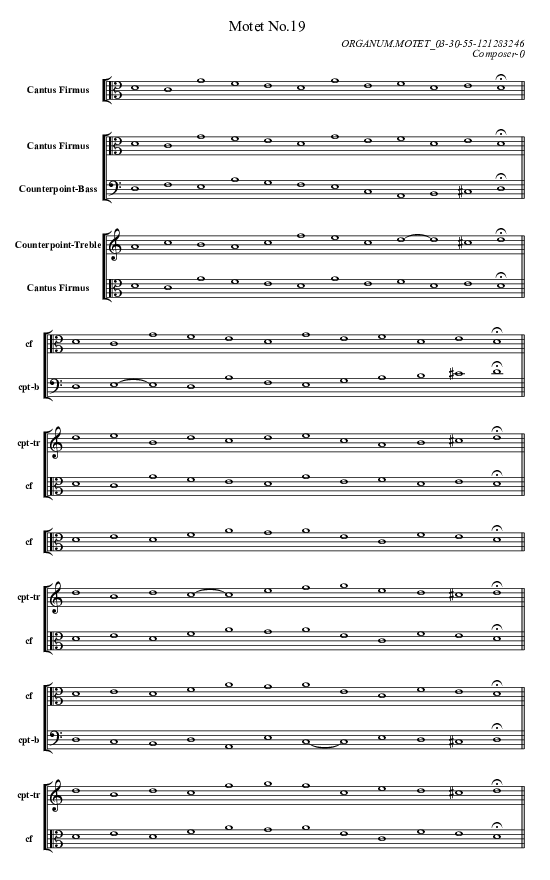 Motet No.19
ORGANUM.MOTET_03-30-55-121283246
Composer-0
Cantus Firmus
Cantus Firmus
Counterpoint-Bass
Counterpoint-Treble
Cantus Firmus
cf
cpt-b
cpt-tr
cf
cf
cpt-tr
cf
cf
cpt-b
cpt-tr
cf